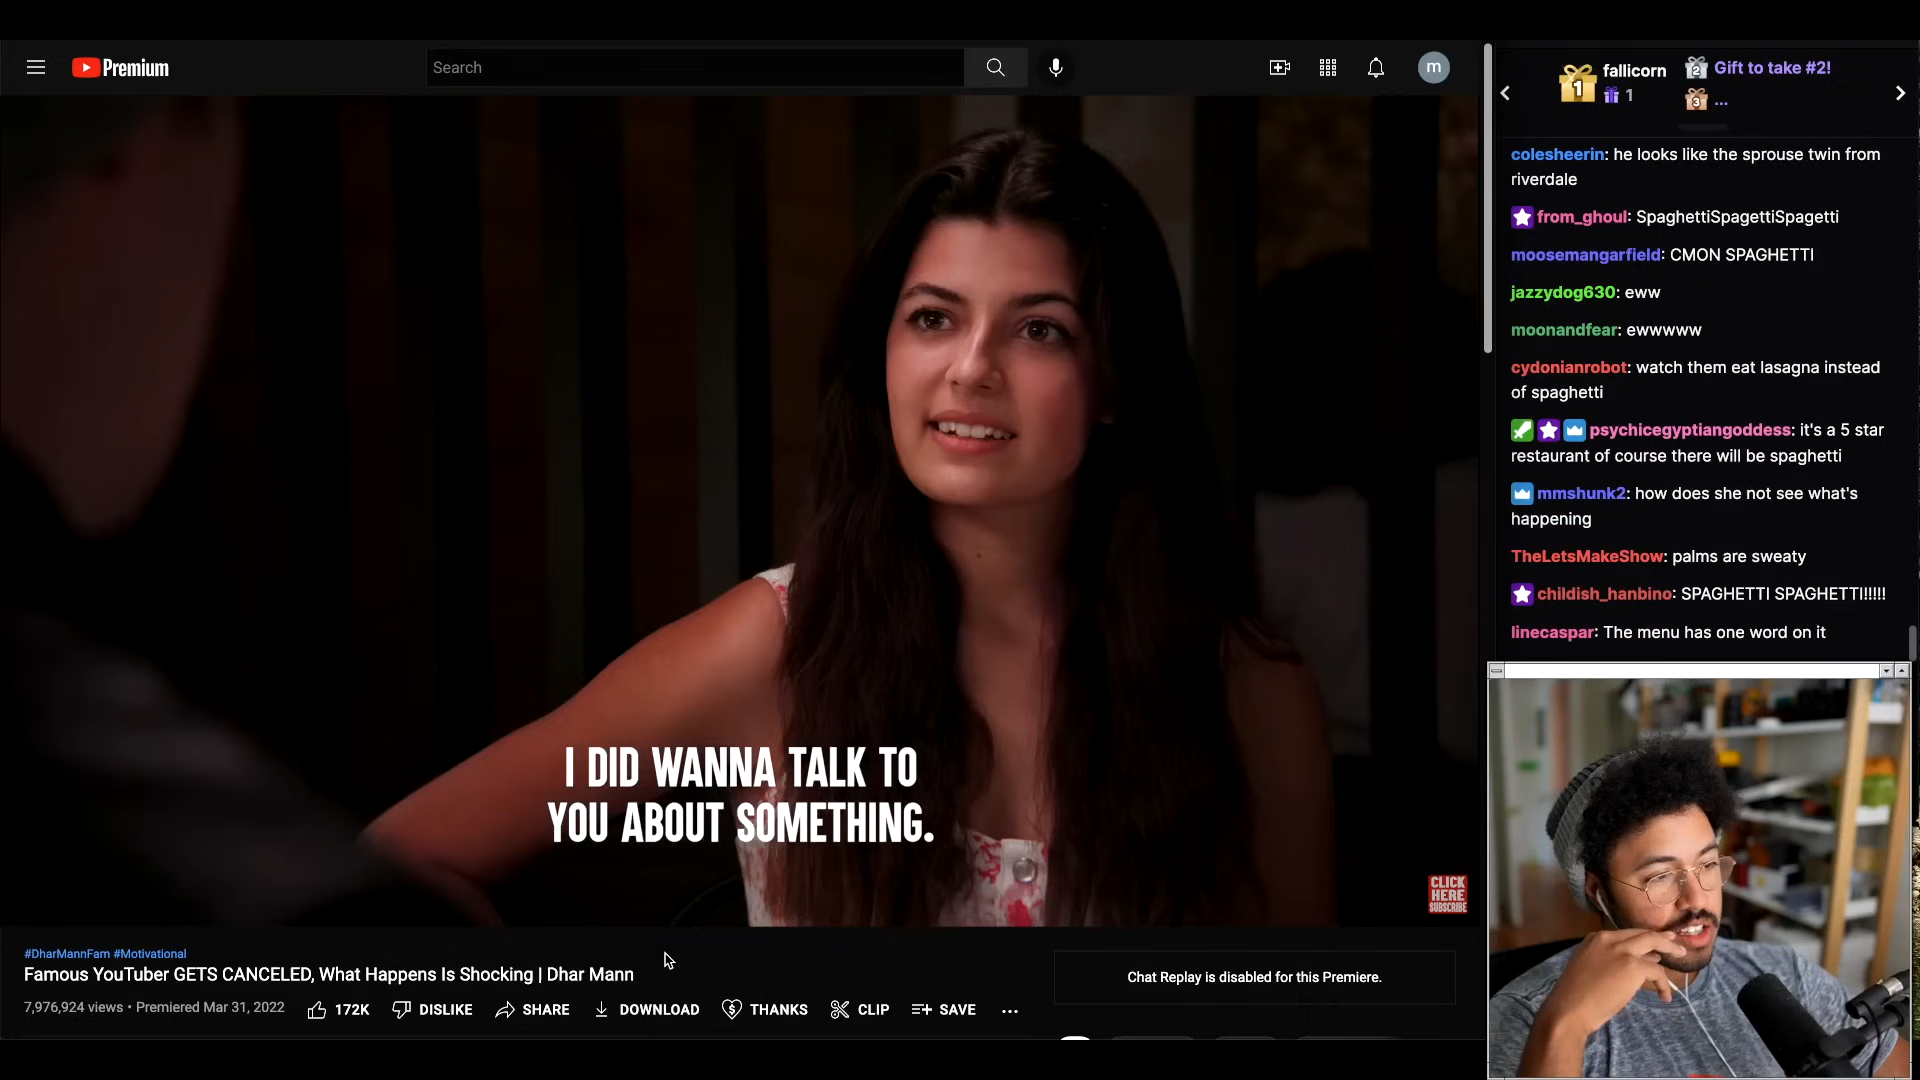 Premium
Search
m
1
fallicorn
1
2
Gift to take #2!
3
...
colesheerin: he looks like the sprouse twin from
riverdale
from_ghoul: SpaghettiSpagettiSpagetti
moosemangarfield: CMON SPAGHETTI
jazzydog630: eww
moonandfear: ewwwww
cydonianrobot: watch them eat lasagna instead
of spaghetti
psychicegyptiangoddess: it's a 5 star
restaurant of course there will be spaghetti
mmshunk2: how does she not see what's
happening
TheLetsMakeShow: palms are sweaty
childish_hanbino: SPAGHETTI SPAGHETTI!!!!!
linecaspar: The menu has one word on it
I DID WANNA TALK TO
YOU ABOUT SOMETHING.
CLICK
HERE
SUBSCRIBE
#DharMannFam #Motivational
Famous YouTuber GETS CANCELED, What Happens Is Shocking | Dhar Mann
7,976,924 views • Premiered Mar 31, 2022
172K
DISLIKE
SHARE
DOWNLOAD
THANKS
CLIP
SAVE
Chat Replay is disabled for this Premiere.